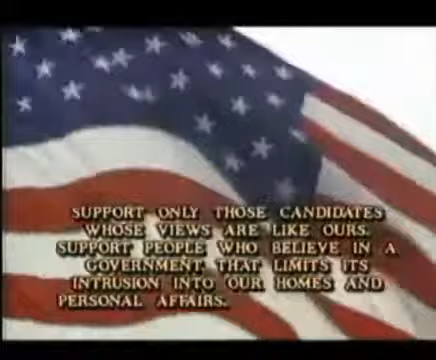 SUPPORT ONLY THOSE CANDIDATES
WHOSE VIEWS ARE LIKE OURS.
SUPPORT PEOPLE WHO BELIEVE IN A
GOVERNMENT THAT LIMITS ITS
INTRUSION INTO OUR HOMES AND
PERSONAL AFFAIRS.